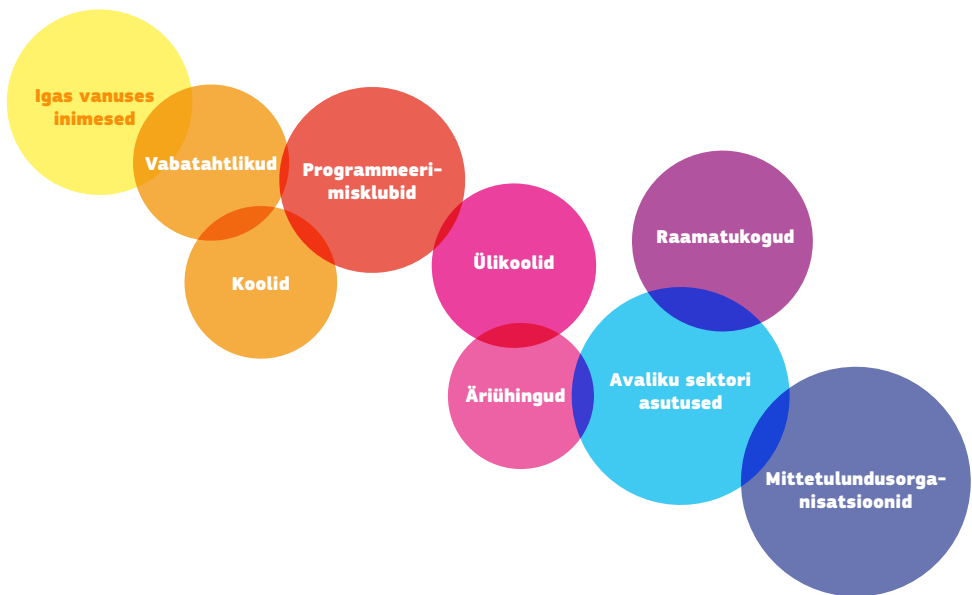 Igas vanuses
inimesed
Vabatahtlikud
Programmeeri-
misklubid
Koolid
Ülikoolid
Raamatukogud
Äriühingud
Avaliku sektori
asutused
Mittetulundusorga-
nisatsioonid